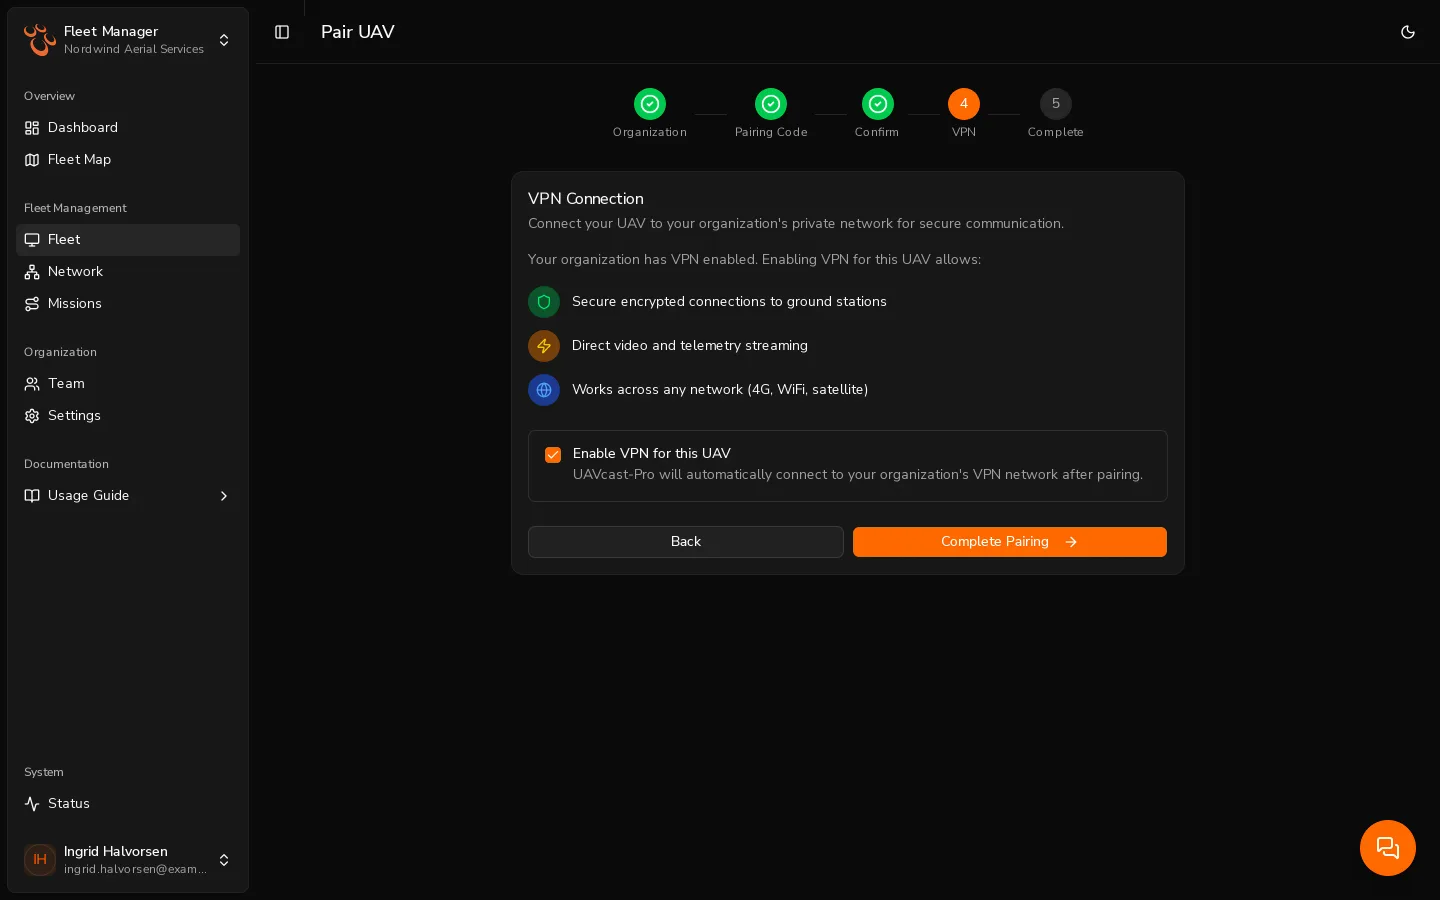 Fleet Manager
Nordwind Aerial Services
Overview
Dashboard
Fleet Map
Fleet Management
Fleet
Network
Missions
Organization
Team
Settings
Documentation
Usage Guide
System
Status
IH
Ingrid Halvorsen
ingrid.halvorsen@exam...
Pair UAV
4
5
Organization
Pairing Code
Confirm
VPN
Complete
VPN Connection
Connect your UAV to your organization's private network for secure communication.
Your organization has VPN enabled. Enabling VPN for this UAV allows:
Secure encrypted connections to ground stations
Direct video and telemetry streaming
Works across any network (4G, WiFi, satellite)
Enable VPN for this UAV
UAVcast-Pro will automatically connect to your organization's VPN network after pairing.
Back
Complete Pairing